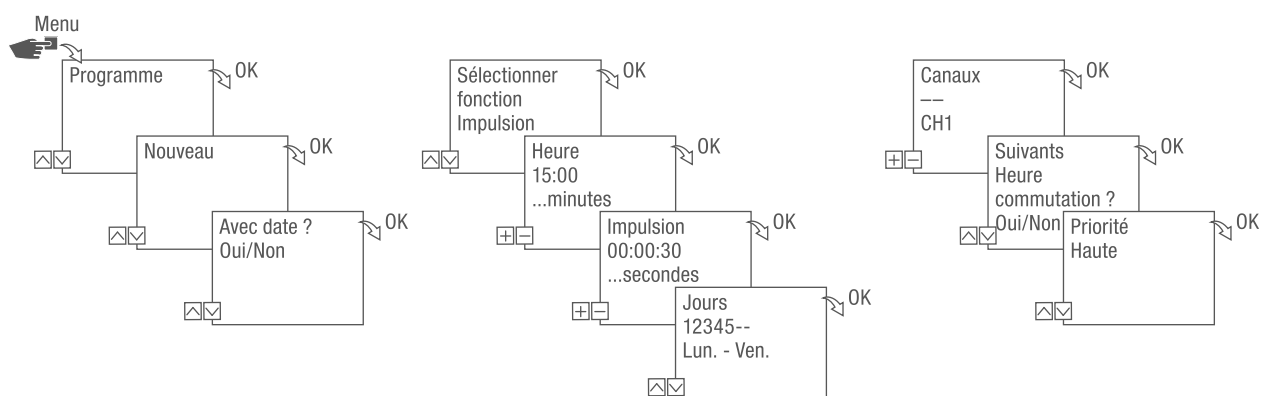 Menu
Programme
OK
Nouveau
OK
Avec date ?
Oui/Non
OK
Sélectionner
fonction
Impulsion
OK
Heure
15:00
...minutes
OK
Impulsion
00:00:30
...secondes
OK
Jours
12345--
Lun. - Ven.
OK
Canaux
––
CH1
OK
Suivants
Heure
commutation ?
Oui/Non
OK
Priorité
Haute
OK